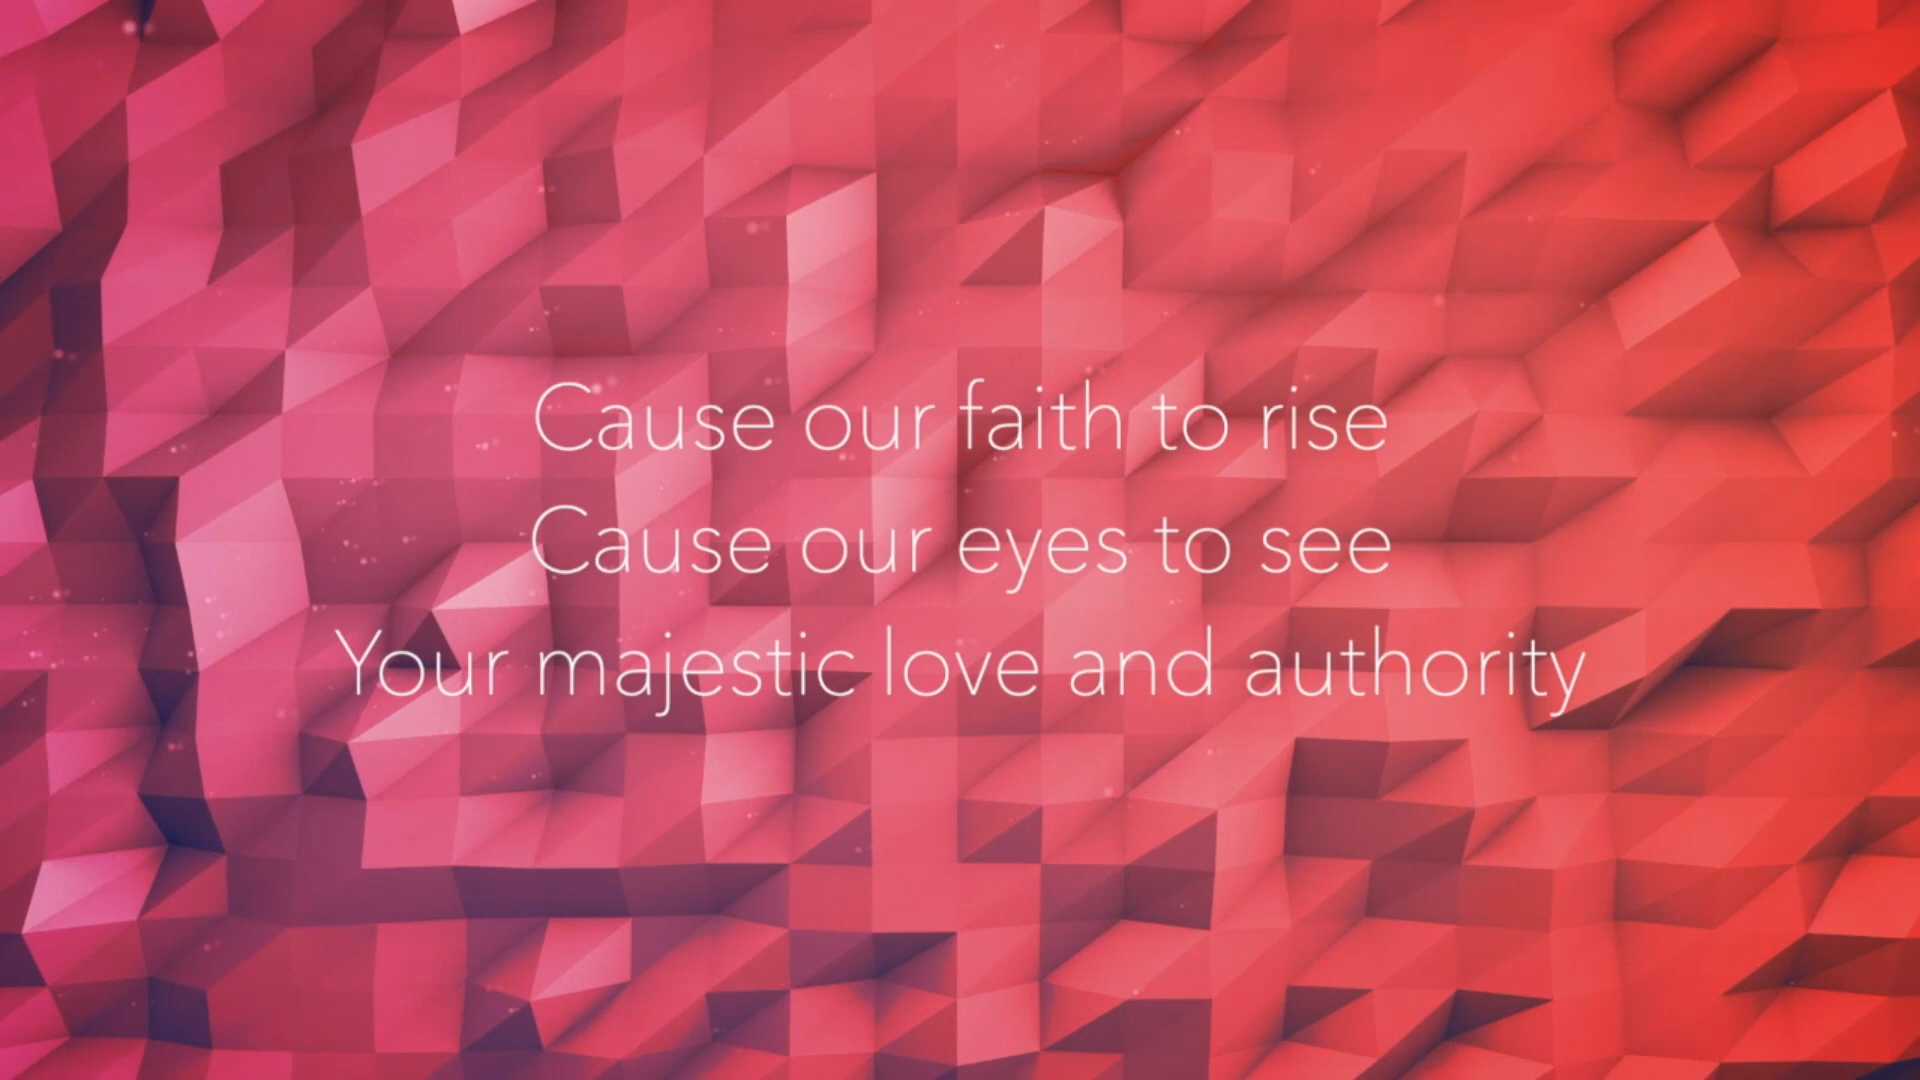 Cause our faith to rise
Cause our eyes to see
Your majestic love and authority